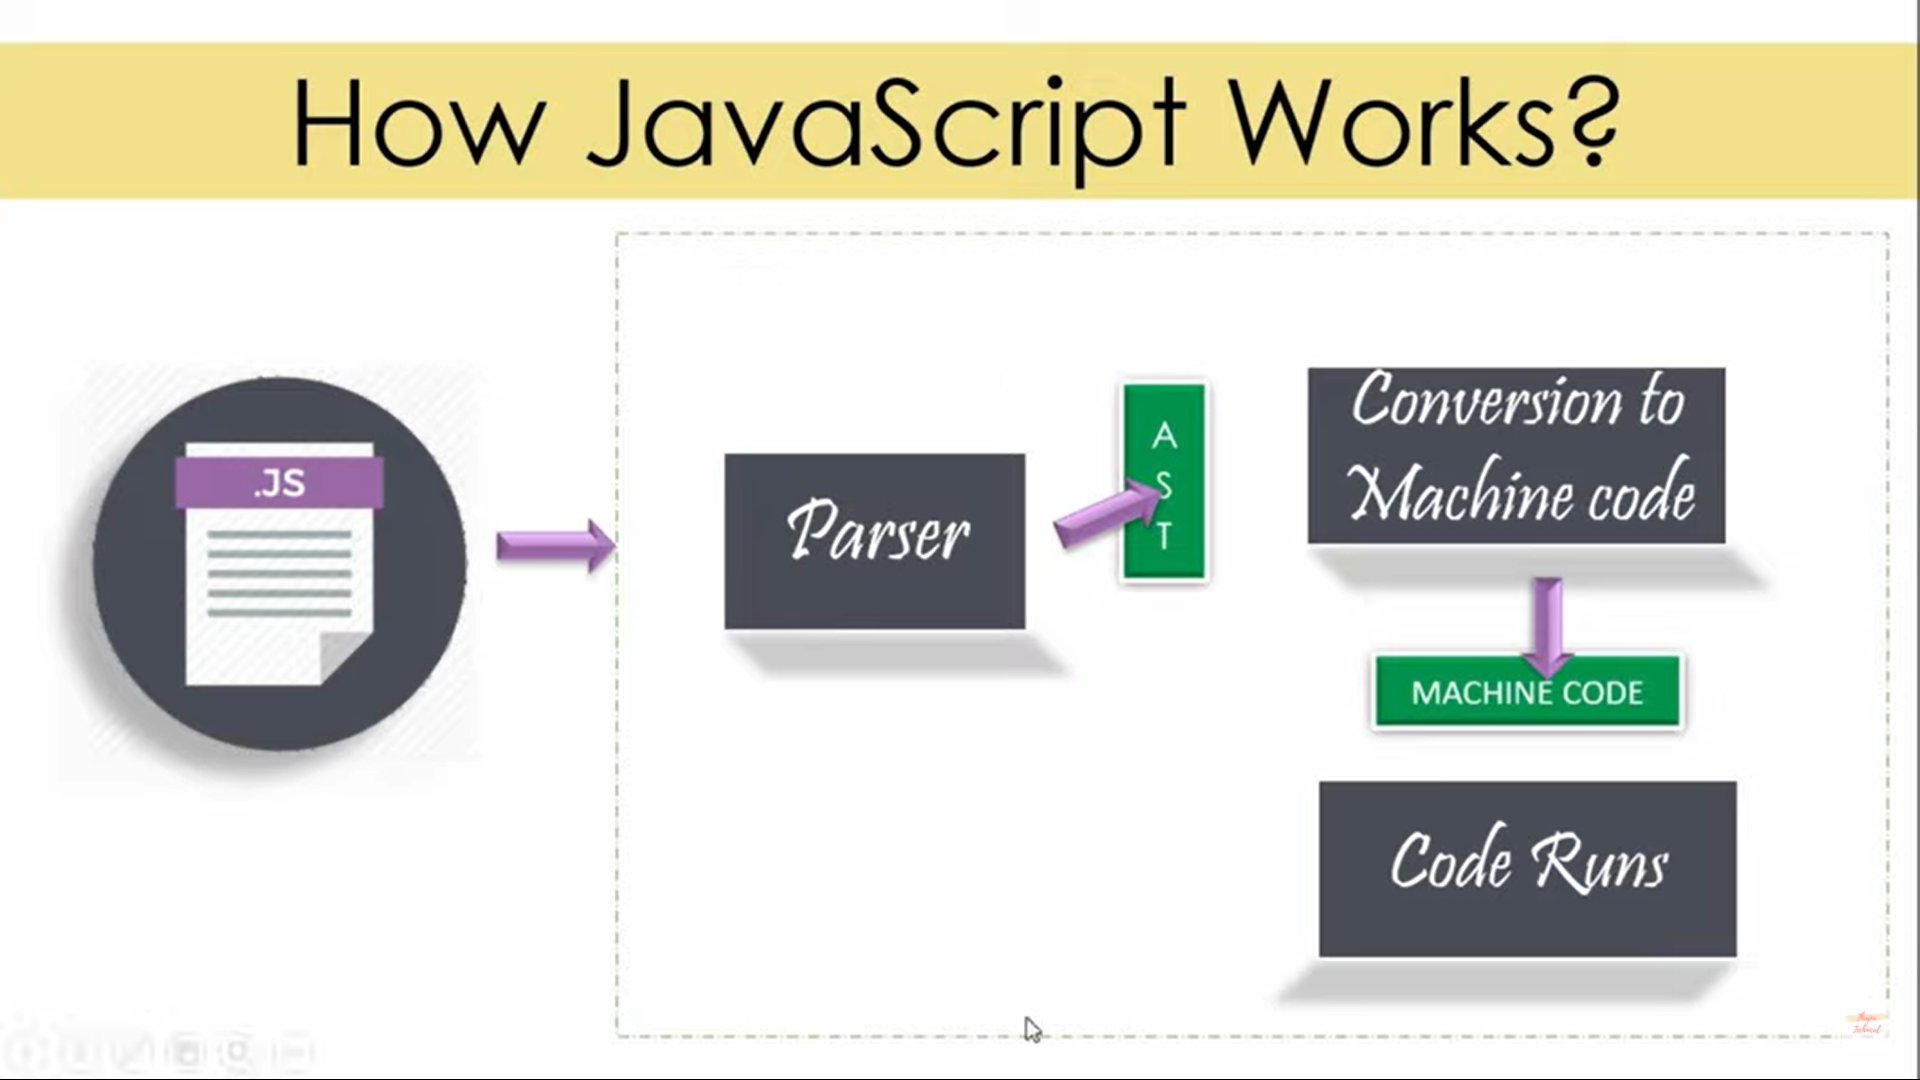 How JavaScript Works?
.JS
Parser
A
S
T
Conversion to
Machine code
MACHINE CODE
Code Runs